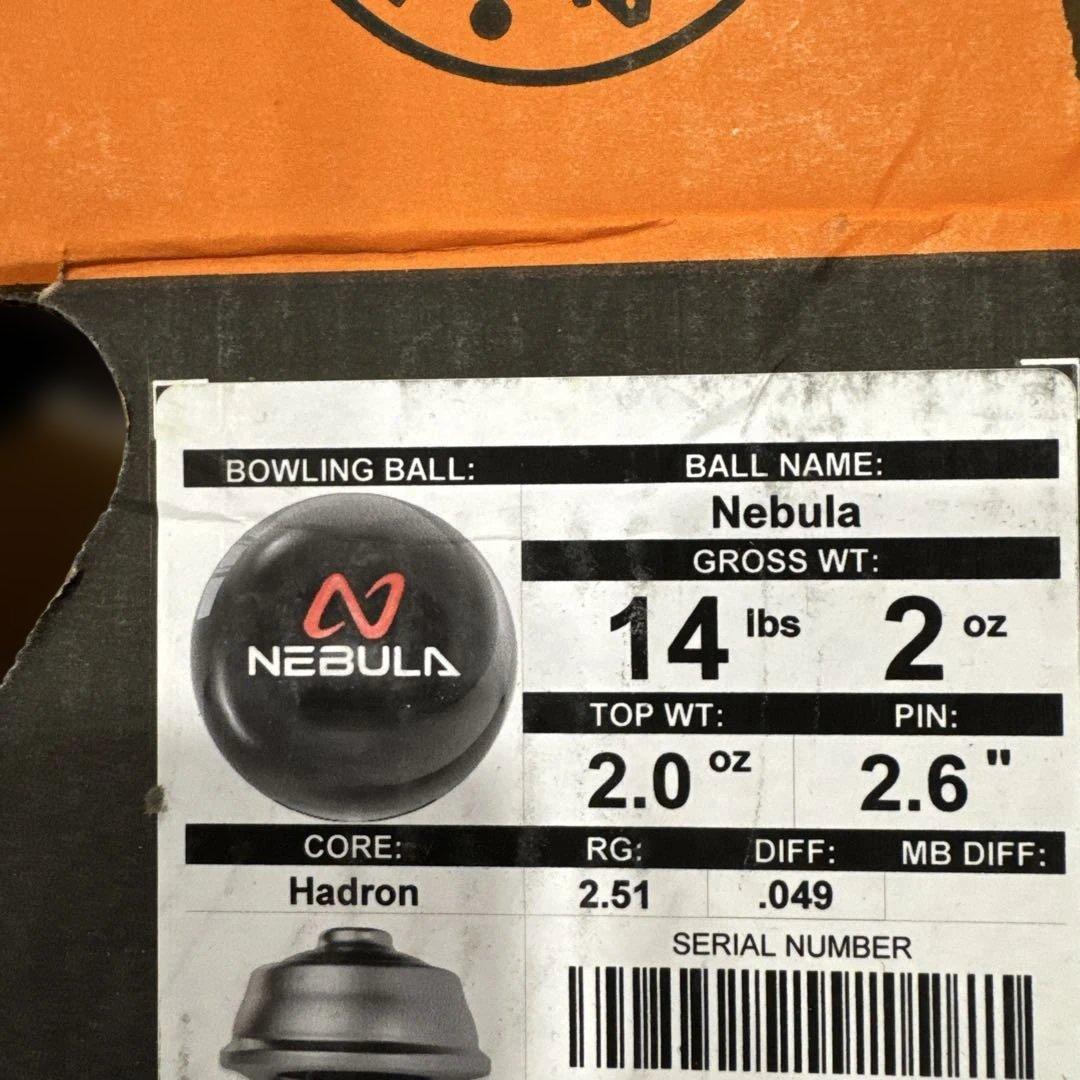 BOWLING BALL:
BALL NAME:
Nebula
NEBULA
GROSS WT:
14 lbs 2 oz
TOP WT: PIN:
2.0 oz 2.6 "
CORE: RG: DIFF: MB DIFF:
Hadron 2.51 .049
SERIAL NUMBER